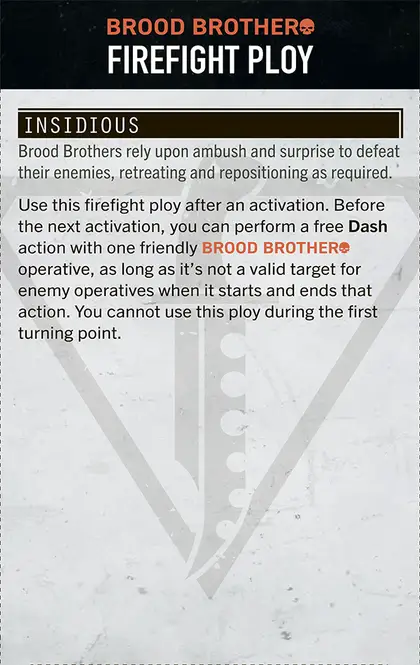 BROOD BROTHER
FIREFIGHT PLOY
INSIDIOUS
Brood Brothers rely upon ambush and surprise to defeat
their enemies, retreating and repositioning as required.
Use this firefight ploy after an activation. Before
the next activation, you can perform a free Dash
action with one friendly BROOD BROTHER
operative, as long as it’s not a valid target for
enemy operatives when it starts and ends that
action. You cannot use this ploy during the first
turning point.